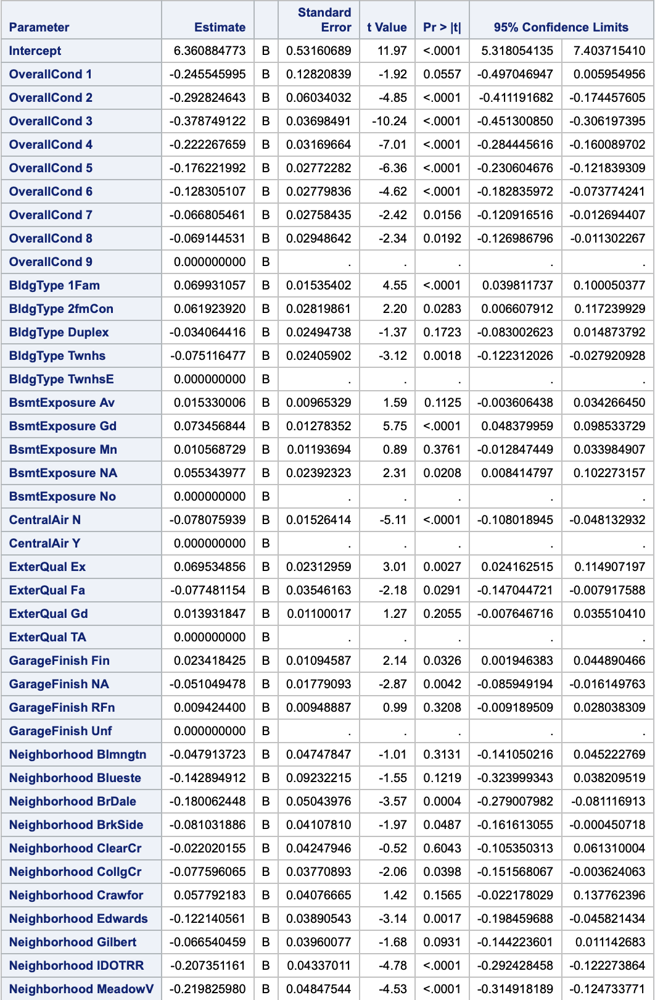 Parameter Estimate Standard Error t Value Pr > |t| 95% Confidence Limits
Intercept 6.360884773 B 0.53160689 11.97 <.0001 5.318054135 7.403715410
OverallCond 1 -0.245545995 B 0.12820839 -1.92 0.0557 -0.497046947 0.005954956
OverallCond 2 -0.292824643 B 0.06034032 -4.85 <.0001 -0.411191682 -0.174457605
OverallCond 3 -0.378749122 B 0.03698491 -10.24 <.0001 -0.451300850 -0.306197395
OverallCond 4 -0.222267659 B 0.03169664 -7.01 <.0001 -0.284445616 -0.160089702
OverallCond 5 -0.176221992 B 0.02772282 -6.36 <.0001 -0.230604676 -0.121839309
OverallCond 6 -0.128305107 B 0.02779836 -4.62 <.0001 -0.182835972 -0.073774241
OverallCond 7 -0.066805461 B 0.02758435 -2.42 0.0156 -0.120916516 -0.012694407
OverallCond 8 -0.069144531 B 0.02948642 -2.34 0.0192 -0.126986796 -0.011302267
OverallCond 9 0.000000000 B . . . . .
BldgType 1Fam 0.069931057 B 0.01535402 4.55 <.0001 0.039811737 0.100050377
BldgType 2fmCon 0.061923920 B 0.02819861 2.20 0.0283 0.006607912 0.117239929
BldgType Duplex -0.034064416 B 0.02494738 -1.37 0.1723 -0.083002623 0.014873792
BldgType Twnhs -0.075116477 B 0.02405902 -3.12 0.0018 -0.122312026 -0.027920928
BldgType TwnhsE 0.000000000 B . . . . .
BsmtExposure Av 0.015330006 B 0.00965329 1.59 0.1125 -0.003606438 0.034266450
BsmtExposure Gd 0.073456844 B 0.01278352 5.75 <.0001 0.048379959 0.098533729
BsmtExposure Mn 0.010568729 B 0.01193694 0.89 0.3761 -0.012847449 0.033984907
BsmtExposure NA 0.055343977 B 0.02392323 2.31 0.0208 0.008414797 0.102273157
BsmtExposure No 0.000000000 B . . . . .
CentralAir N -0.078075939 B 0.01526414 -5.11 <.0001 -0.108018945 -0.048132932
CentralAir Y 0.000000000 B . . . . .
ExterQual Ex 0.069534856 B 0.02312959 3.01 0.0027 0.024162515 0.114907197
ExterQual Fa -0.077481154 B 0.03546163 -2.18 0.0291 -0.147044721 -0.007917588
ExterQual Gd 0.013931847 B 0.01100017 1.27 0.2055 -0.007646716 0.035510410
ExterQual TA 0.000000000 B . . . . .
GarageFinish Fin 0.023418425 B 0.01094587 2.14 0.0326 0.001946383 0.044890466
GarageFinish NA -0.051049478 B 0.01779093 -2.87 0.0042 -0.085949194 -0.016149763
GarageFinish RFn 0.009424400 B 0.00948887 0.99 0.3208 -0.009189509 0.028038309
GarageFinish Unf 0.000000000 B . . . . .
Neighborhood Blmngtn -0.047913723 B 0.04747847 -1.01 0.3131 -0.141050216 0.045222769
Neighborhood Blueste -0.142894912 B 0.09232215 -1.55 0.1219 -0.323999343 0.038209519
Neighborhood BrDale -0.180062448 B 0.05043976 -3.57 0.0004 -0.279007982 -0.081116913
Neighborhood BrkSide -0.081031886 B 0.04107810 -1.97 0.0487 -0.161613055 -0.000450718
Neighborhood ClearCr -0.022020155 B 0.04247946 -0.52 0.6043 -0.105350313 0.061310004
Neighborhood CollgCr -0.077596065 B 0.03770893 -2.06 0.0398 -0.151568067 -0.003624063
Neighborhood Crawfor 0.057792183 B 0.04076665 1.42 0.1565 -0.022178029 0.137762396
Neighborhood Edwards -0.122140561 B 0.03890543 -3.14 0.0017 -0.198459688 -0.045821434
Neighborhood Gilbert -0.066540459 B 0.03960077 -1.68 0.0931 -0.144223601 0.011142683
Neighborhood IDOTRR -0.207351161 B 0.04337011 -4.78 <.0001 -0.292428458 -0.122273864
Neighborhood MeadowV -0.219825980 B 0.04847544 -4.53 <.0001 -0.314918189 -0.124733771